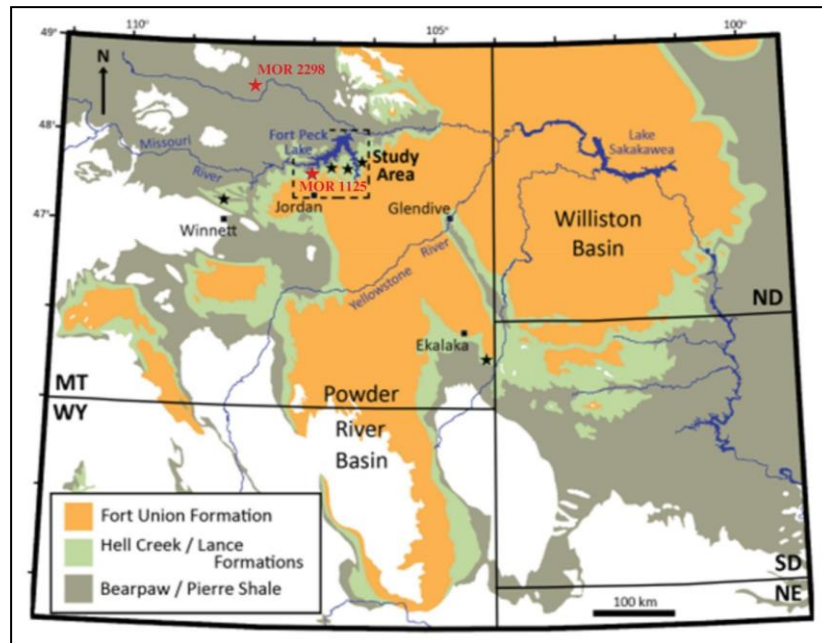 110°
105°
100°
49°
N
MOR 2298
48°
Fort Peck
Lake
Missouri
River
Study
Area
Lake
Sakakawea
MOR 1125
47°
Jordan
Glendive
Winnett
Williston
Basin
Yellowstone
River
ND
Ekalaka
MT
WY
Powder
River
Basin
Fort Union Formation
Hell Creek / Lance
Formations
Bearpaw / Pierre Shale
100 km
SD
NE